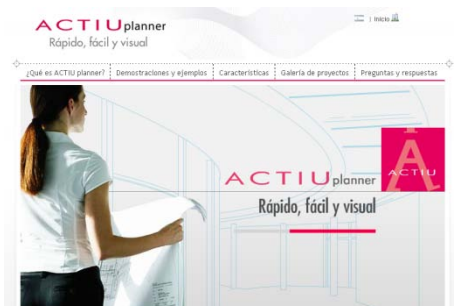 ACTIUplanner
Rápido, fácil y visual
| Inicio
¿Qué es ACTIU planner?
Demostraciones y ejemplos
Características
Galería de proyectos
Preguntas y respuestas
A
ACTIU
ACTIUplanner
Rápido, fácil y visual